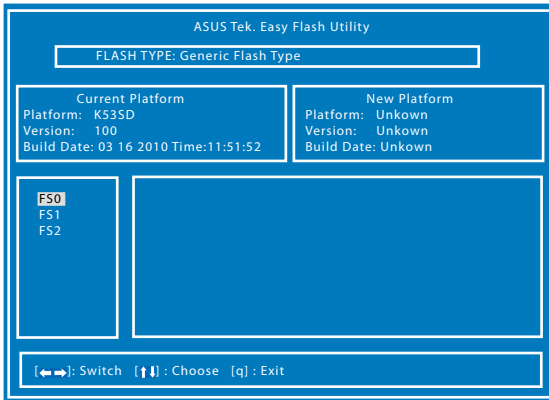 ASUS Tek. Easy Flash Utility
FLASH TYPE: Generic Flash Type
Current Platform
Platform: K53SD
Version: 100
Build Date: 03 16 2010 Time:11:51:52
New Platform
Platform: Unkown
Version: Unkown
Build Date: Unkown
FS0
FS1
FS2
[←→]: Switch [↑↓] : Choose [q] : Exit